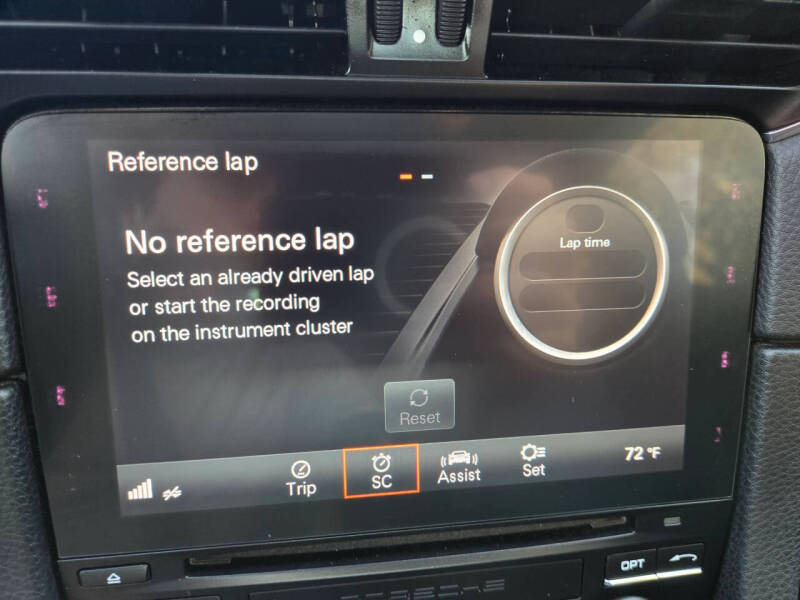 Reference lap
No reference lap
Select an already driven lap
or start the recording
on the instrument cluster
Lap time
Reset
Trip
SC
Assist
Set
72 °F
OPT
PORSCHE